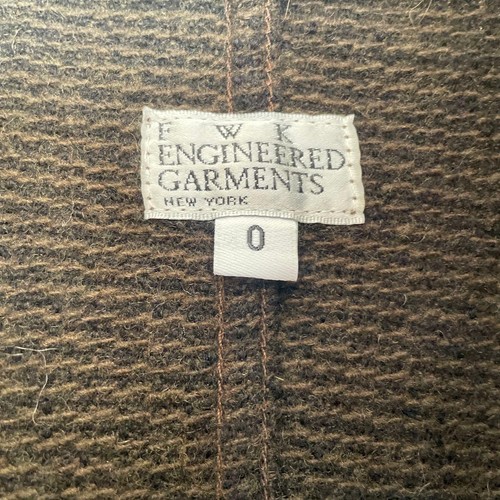 F W K
ENGINEERED
GARMENTS
NEW YORK
0